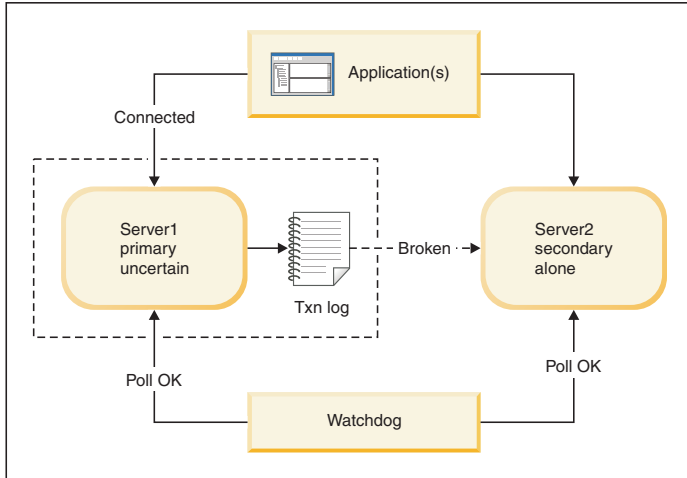 Application(s)
Connected
Server1
primary
uncertain
Txn log
Broken
Server2
secondary
alone
Poll OK
Poll OK
Watchdog